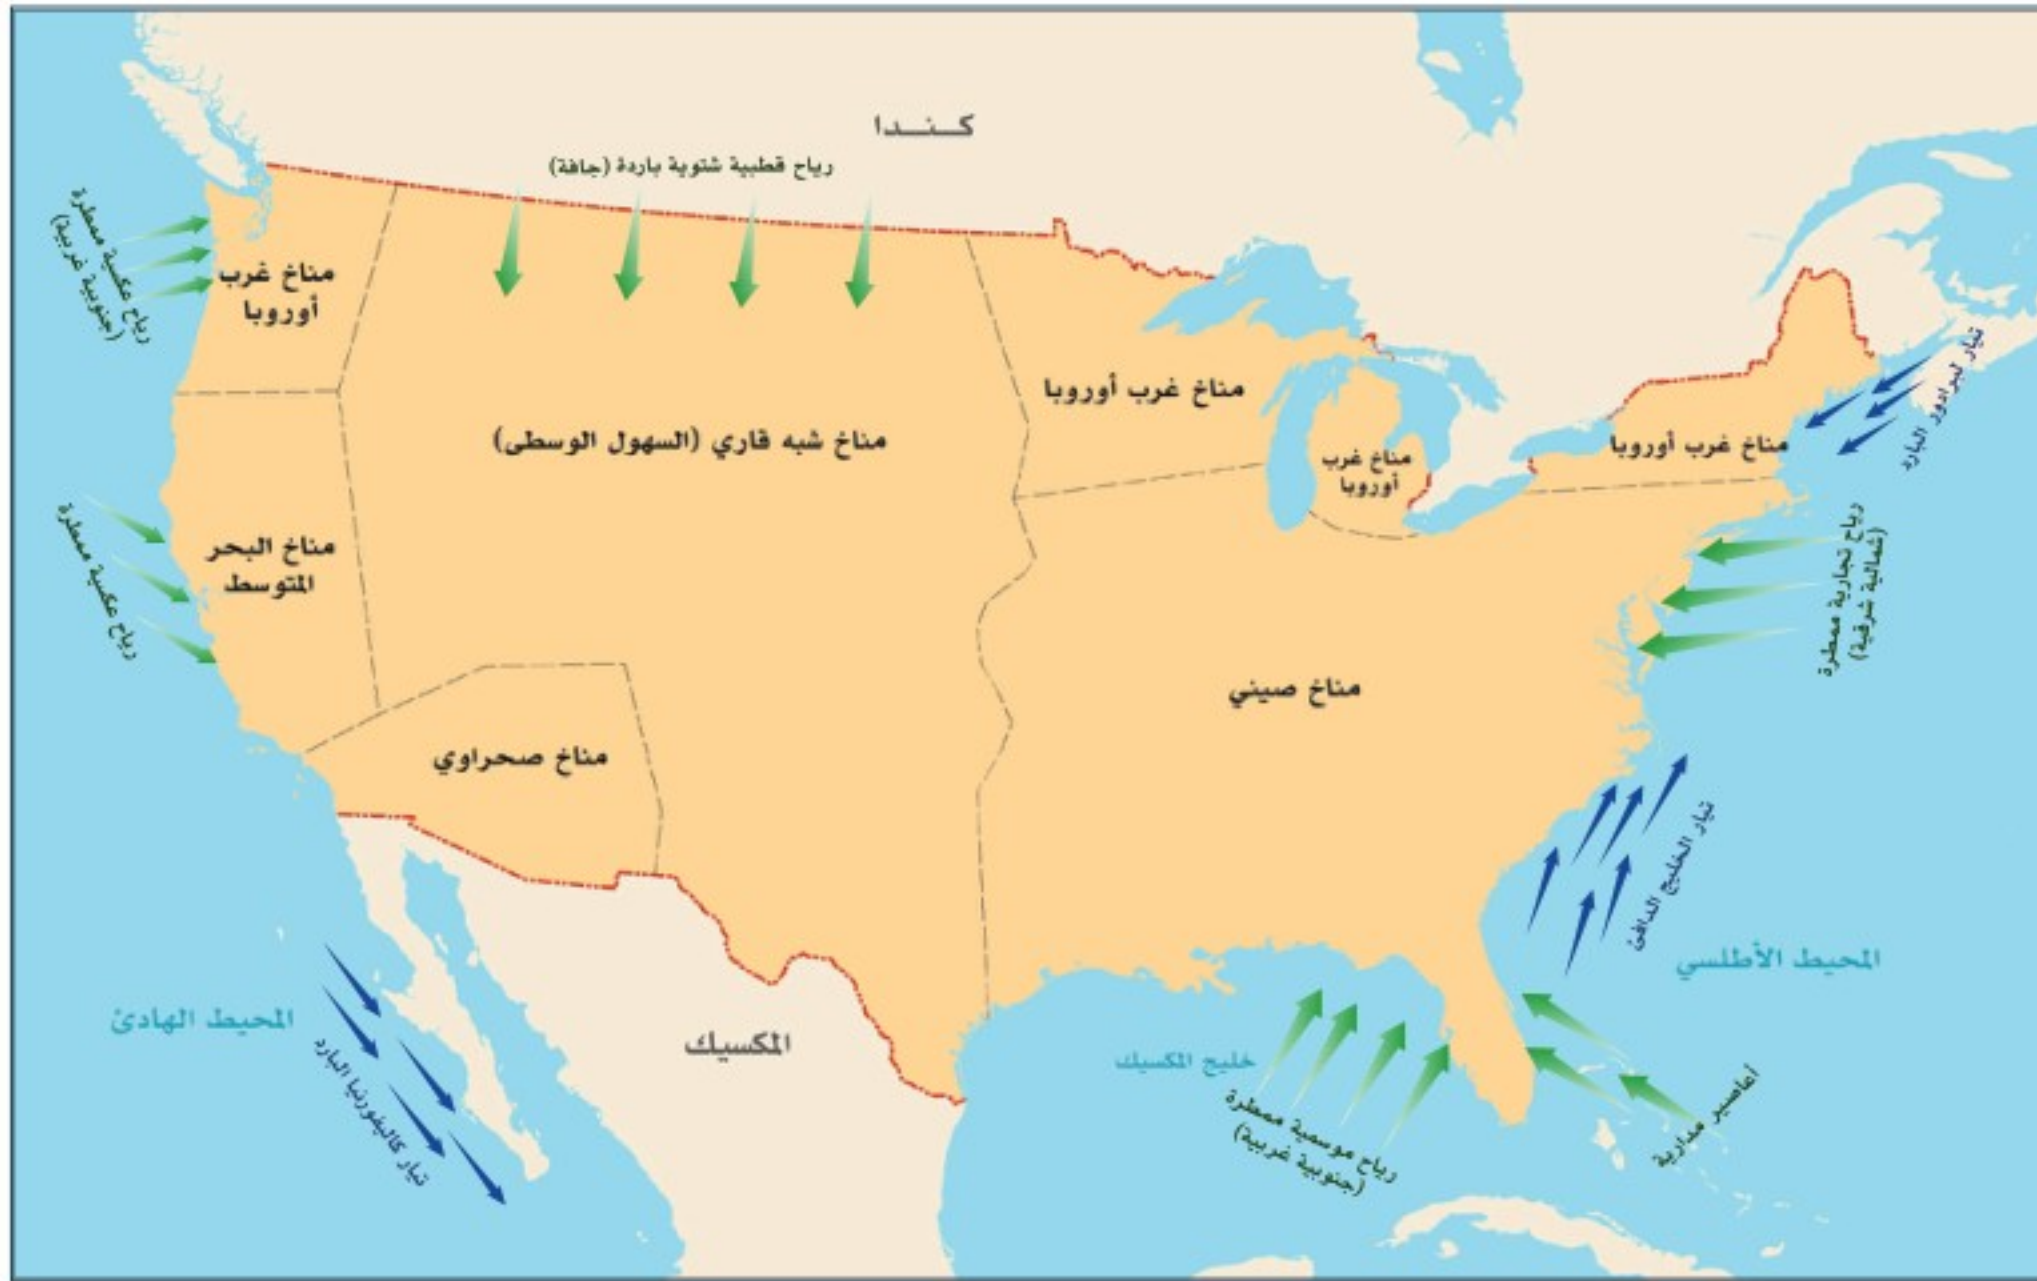 كـنـدا
رياح قطبية شتوية باردة (جافة)
رياح عكسية ممطرة
(جنوبية غربية)
مناخ غرب
أوروبا
مناخ شبه قاري (السهول الوسطى)
مناخ غرب أوروبا
مناخ غرب
أوروبا
مناخ غرب أوروبا
تيار لبرادور البارد
رياح عكسية ممطرة
مناخ البحر
المتوسط
رياح تجارية ممطرة
(شمالية شرقية)
مناخ صيني
مناخ صحراوي
تيار الخليج الدافئ
المحيط الأطلسي
المحيط الهادئ
تيار كاليفورنيا البارد
المكسيك
خليج المكسيك
رياح موسمية ممطرة
(جنوبية غربية)
أعاصير مدارية